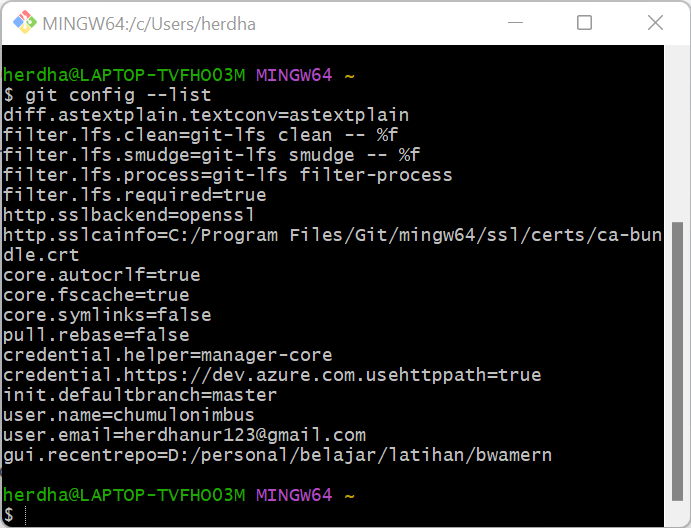 MINGW64:/c/Users/herdha
herdha@LAPTOP-TVFHO03M MINGW64 ~
$ git config --list
diff.astextplain.textconv=astextplain
filter.lfs.clean=git-lfs clean -- %f
filter.lfs.smudge=git-lfs smudge -- %f
filter.lfs.process=git-lfs filter-process
filter.lfs.required=true
http.sslbackend=openssl
http.sslcainfo=C:/Program Files/Git/mingw64/ssl/certs/ca-bun
dle.crt
core.autocrlf=true
core.fscache=true
core.symlinks=false
pull.rebase=false
credential.helper=manager-core
credential.https://dev.azure.com.usehttppath=true
init.defaultbranch=master
user.name=chumulonimbus
user.email=herdhanur123@gmail.com
gui.recentrepo=D:/personal/belajar/latihan/bwamern
herdha@LAPTOP-TVFHO03M MINGW64 ~
$